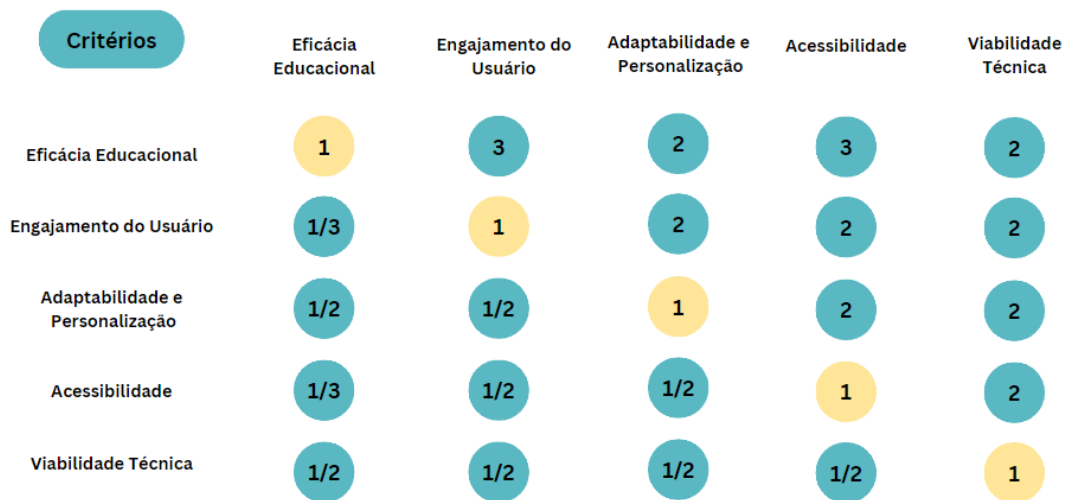 Critérios
Eficácia
Educacional
Engajamento do
Usuário
Adaptabilidade e
Personalização
Acessibilidade
Viabilidade
Técnica
Eficácia Educacional
1
3
2
3
2
Engajamento do Usuário
1/3
1
2
2
2
Adaptabilidade e
Personalização
1/2
1/2
1
2
2
Acessibilidade
1/3
1/2
1/2
1
2
Viabilidade Técnica
1/2
1/2
1/2
1/2
1